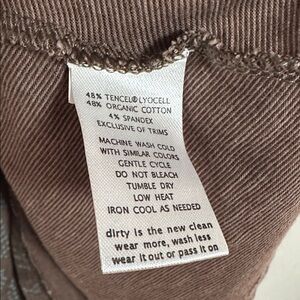 48% TENCEL®LYOCELL
48% ORGANIC COTTON
4% SPANDEX
EXCLUSIVE OF TRIMS
MACHINE WASH COLD
WITH SIMILAR COLORS
GENTLE CYCLE
DO NOT BLEACH
TUMBLE DRY
LOW HEAT
IRON COOL AS NEEDED
dirty is the new clean
wear more, wash less
wear it out or pass it on